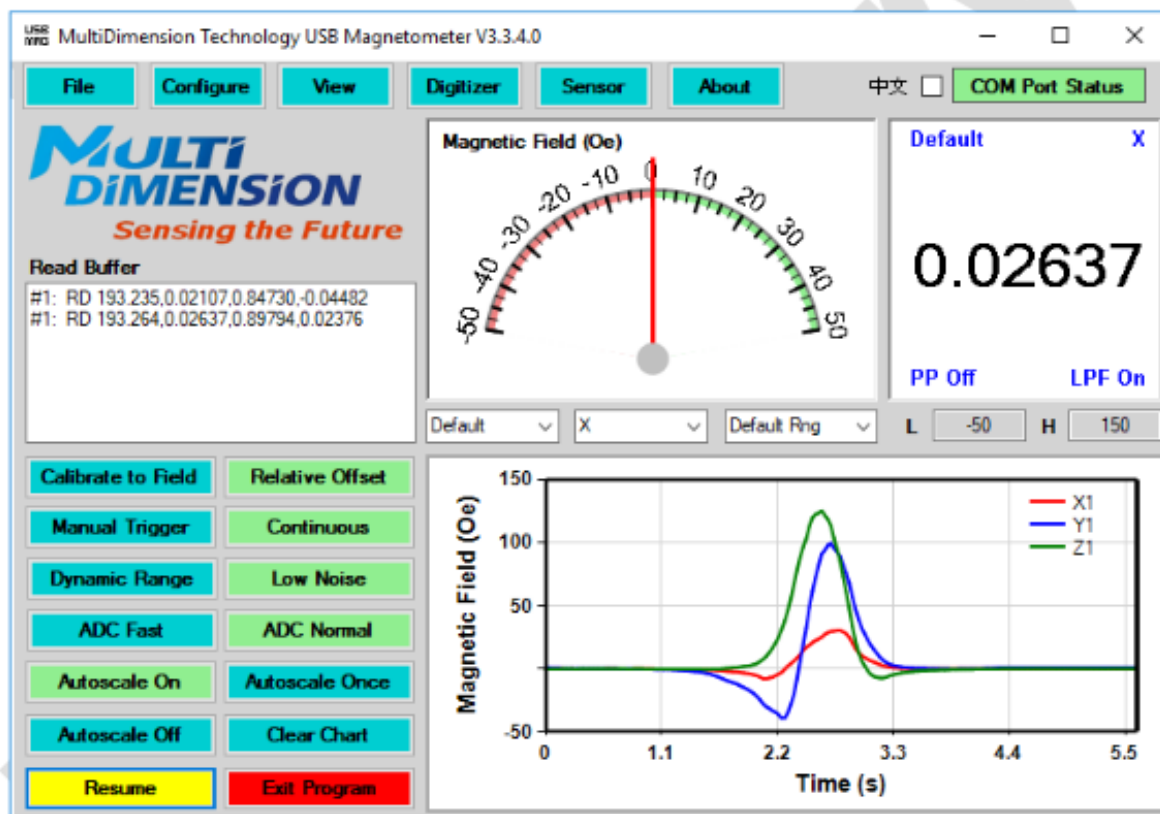 USB MAG MultiDimension Technology USB Magnetometer V3.3.4.0
File Configure View Digitizer Sensor About 中文 COM Port Status
MULTI
DiMENSiON
Sensing the Future
Read Buffer
#1: RD 193.235,0.02107,0.84730,-0.04482
#1: RD 193.264,0.02637,0.89794,0.02376
Magnetic Field (Oe)
-50 -40 -30 -20 -10 0 10 20 30 40 50
Default X
0.02637
PP Off LPF On
Default X Default Rng L -50 H 150
Calibrate to Field Relative Offset
Manual Trigger Continuous
Dynamic Range Low Noise
ADC Fast ADC Normal
Autoscale On Autoscale Once
Autoscale Off Clear Chart
Resume Exit Program
Magnetic Field (Oe)
150
100
50
-50
X1
Y1
Z1
0 1.1 2.2 3.3 4.4 5.5
Time (s)